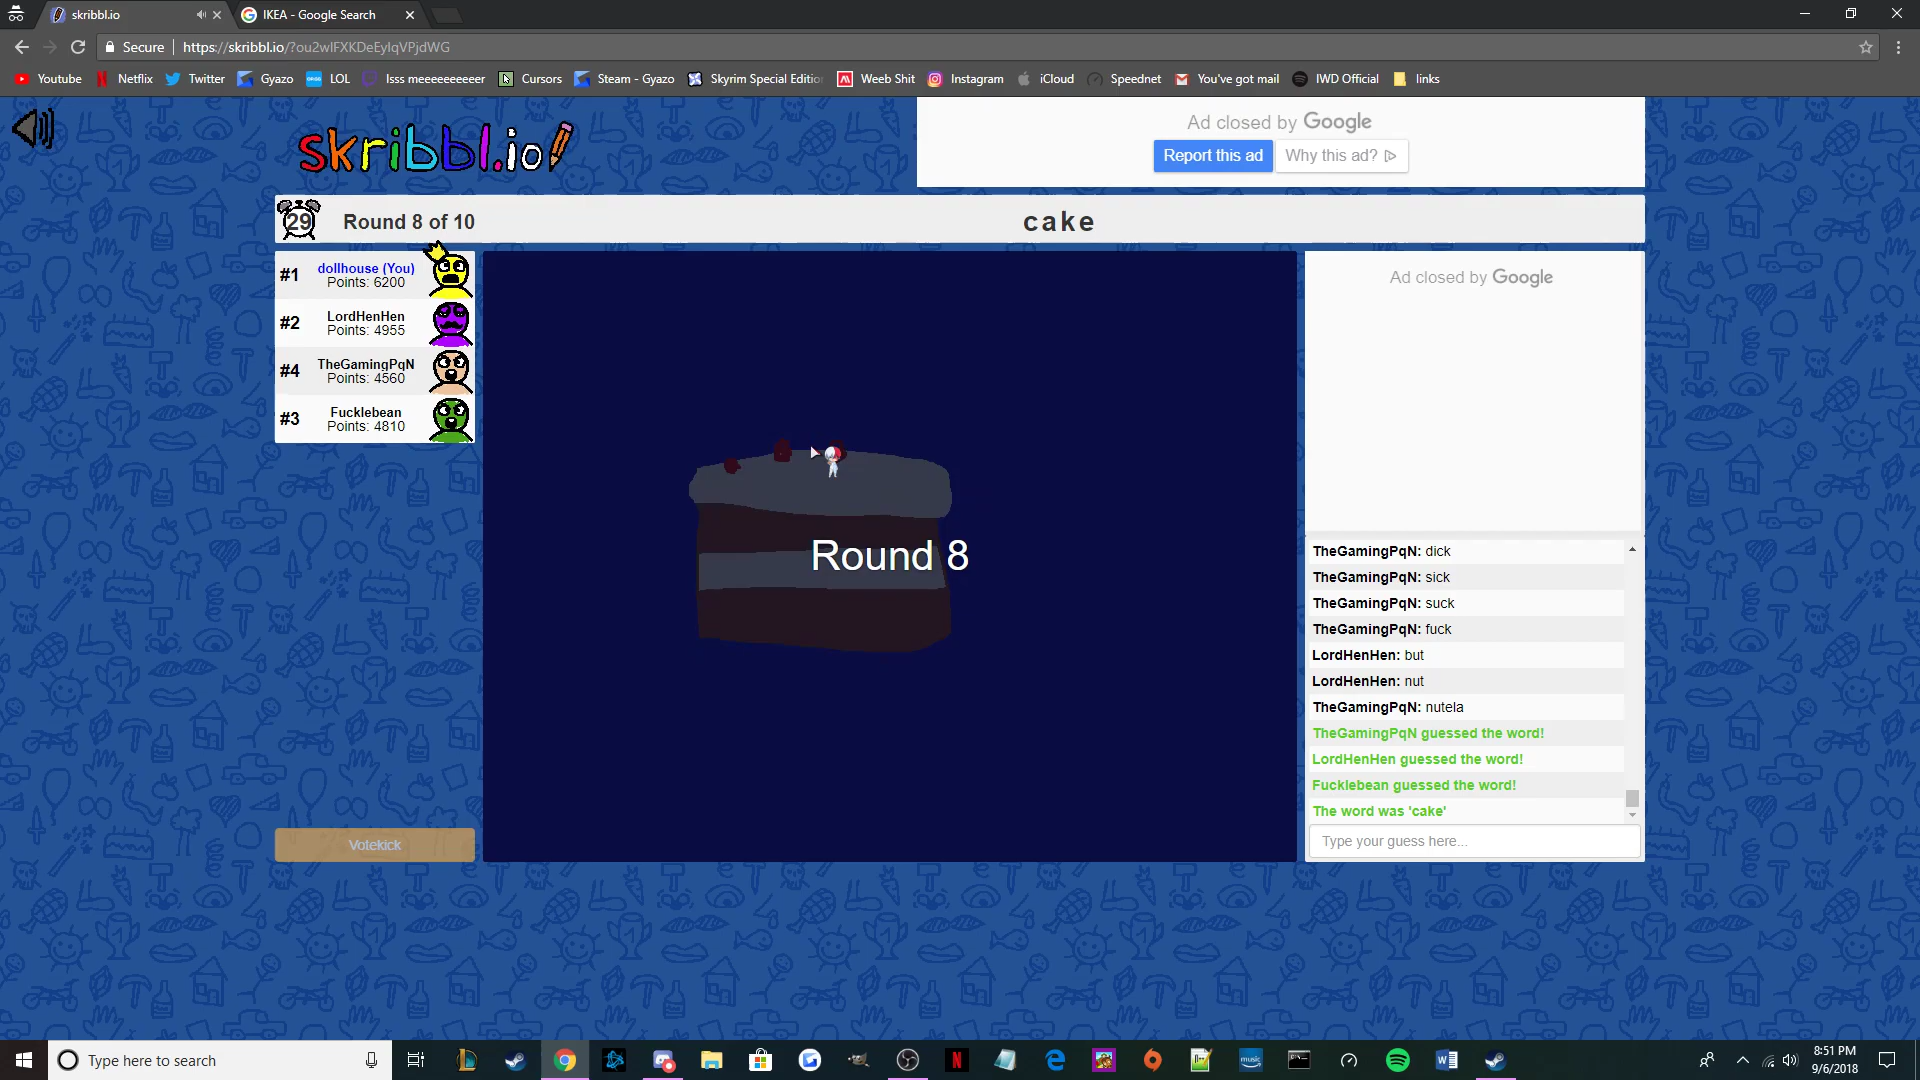 skribbl.io
IKEA - Google Search
Secure
https://skribbl.io/?ou2wlFXKDeEyIqVPjdWG
Youtube
Netflix
Twitter
Gyazo
LOL
Isss meeeeeeeeeer
Cursors
Steam - Gyazo
Skyrim Special Editio
Weeb Shit
Instagram
iCloud
Speednet
You've got mail
IWD Official
links
skribbl.io
Ad closed by Google
Report this ad
Why this ad?
29
Round 8 of 10
cake
#1
dollhouse (You)
Points: 6200
#2
LordHenHen
Points: 4955
#4
TheGamingPqN
Points: 4560
#3
Fucklebean
Points: 4810
Votekick
Round 8
Ad closed by Google
TheGamingPqN: dick
TheGamingPqN: sick
TheGamingPqN: suck
TheGamingPqN: fuck
LordHenHen: but
LordHenHen: nut
TheGamingPqN: nutela
TheGamingPqN guessed the word!
LordHenHen guessed the word!
Fucklebean guessed the word!
The word was 'cake'
Type your guess here...
Type here to search
8:51 PM
9/6/2018